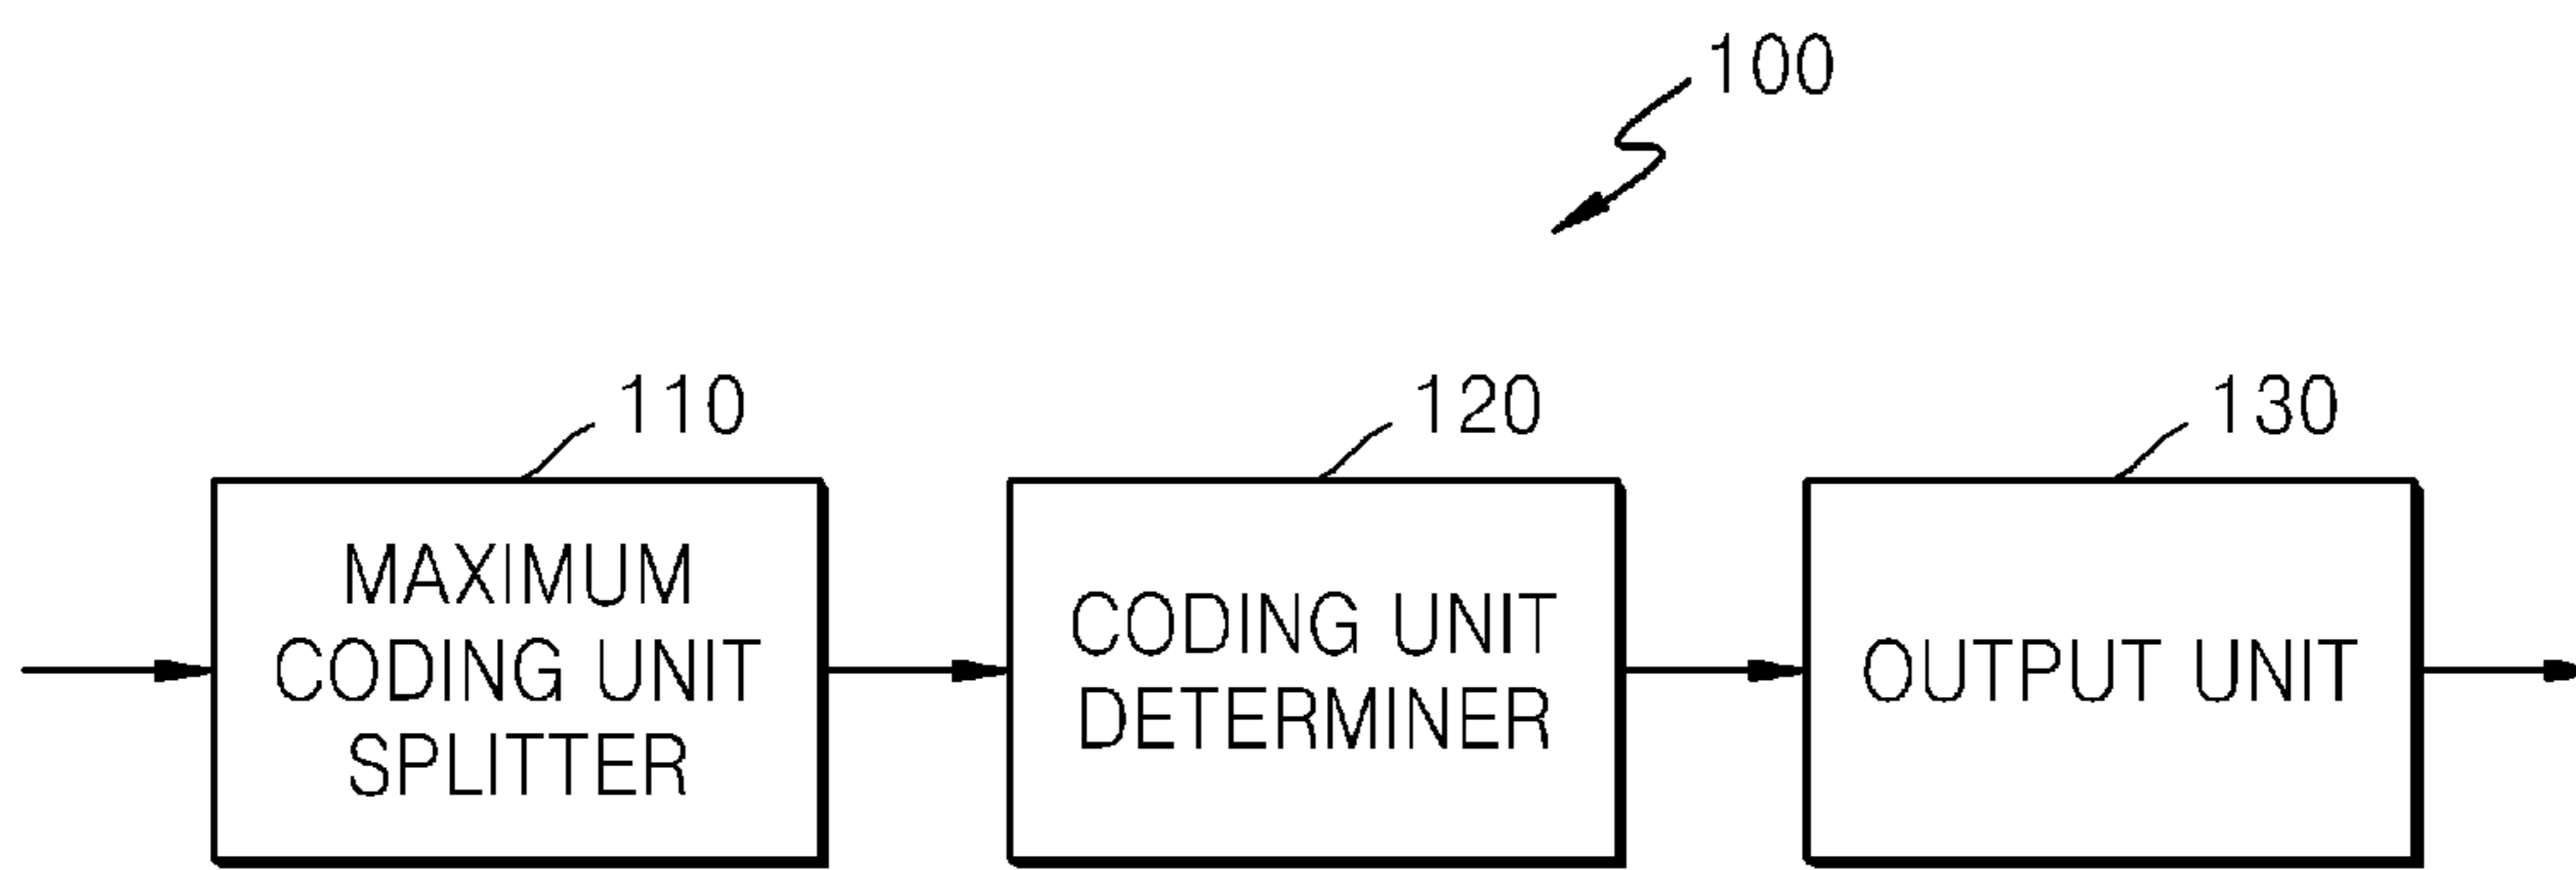 100
110
120
130
MAXIMUM
CODING UNIT
SPLITTER
CODING UNIT
DETERMINER
OUTPUT UNIT